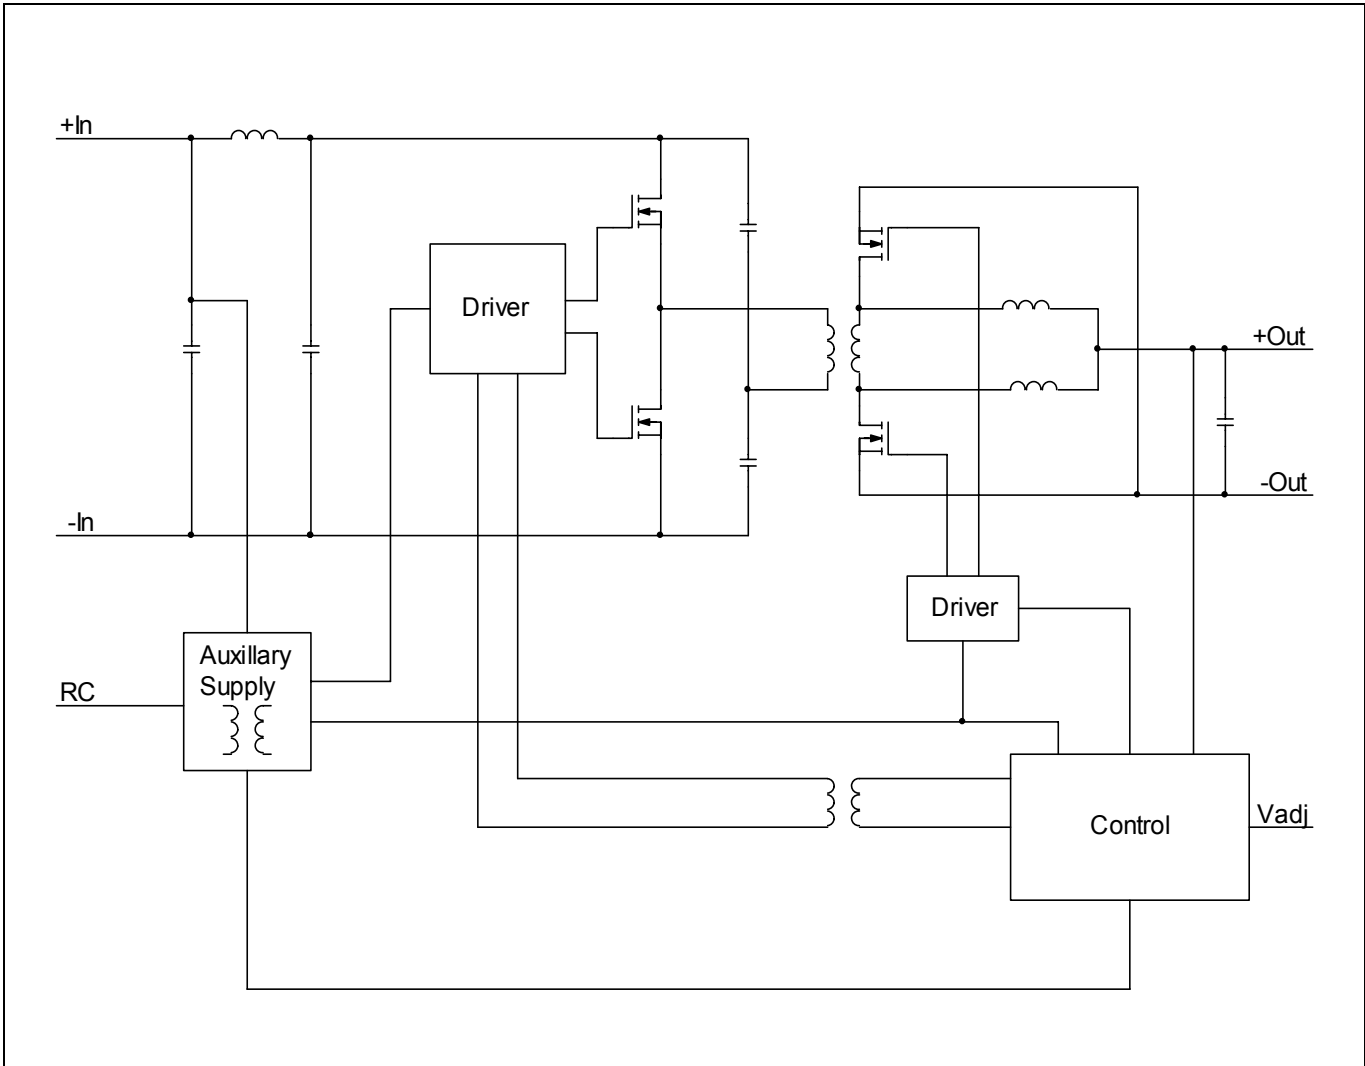 +In
Driver
+Out
-Out
-In
Driver
Auxillary
Supply
RC
Control
Vadj